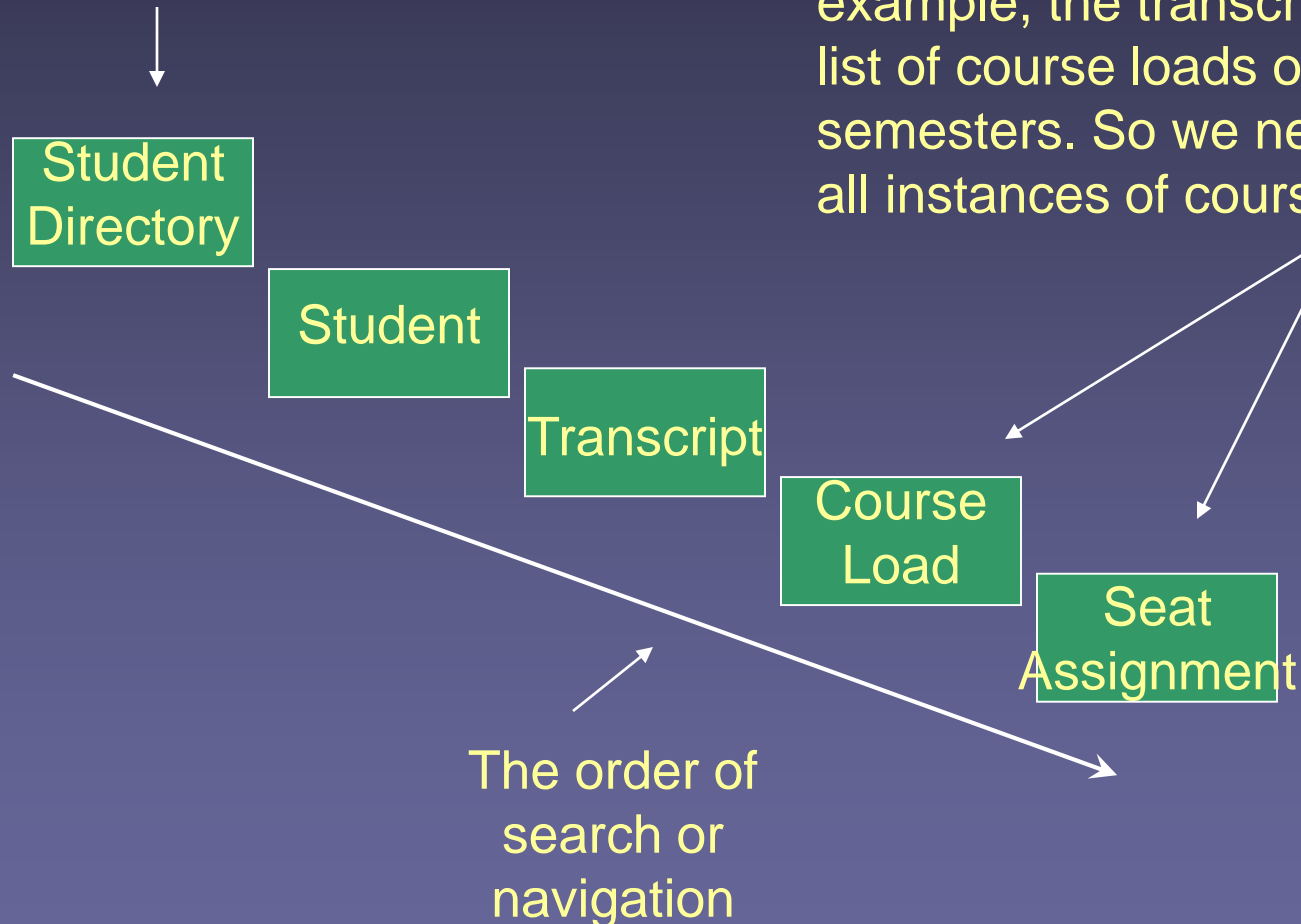 example, the
list of course loads
semesters. So we
all instances of
Student
Directory
Student
Transcript
Course
Load
Seat
Assignment
The order of
search or
navigation